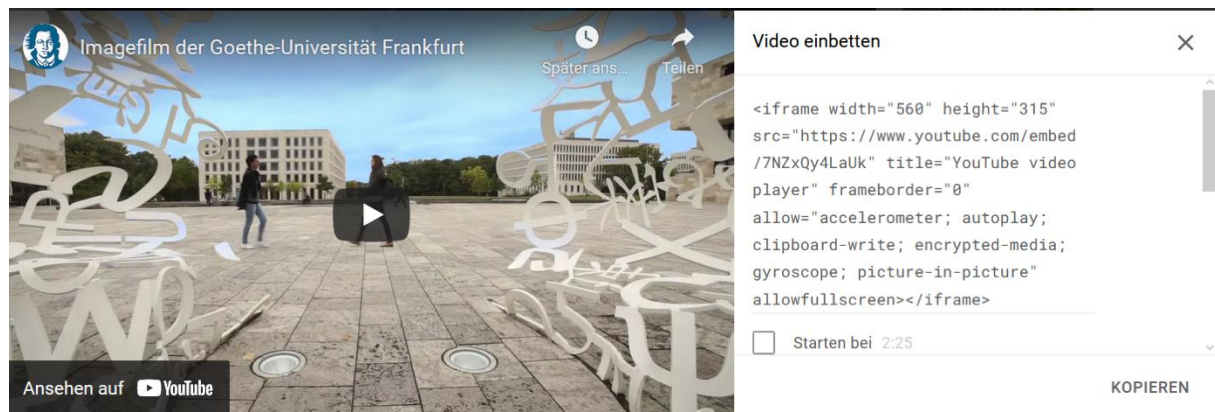 Imagefilm der Goethe-Universität Frankfurt
Später ans...
Teilen
Ansehen auf YouTube
Video einbetten
<iframe width="560" height="315"
src="https://www.youtube.com/embed
/7NZxQy4LaUk" title="YouTube video
player" frameborder="0"
allow="accelerometer; autoplay;
clipboard-write; encrypted-media;
gyroscope; picture-in-picture"
allowfullscreen></iframe>
Starten bei 2:25
KOPIEREN